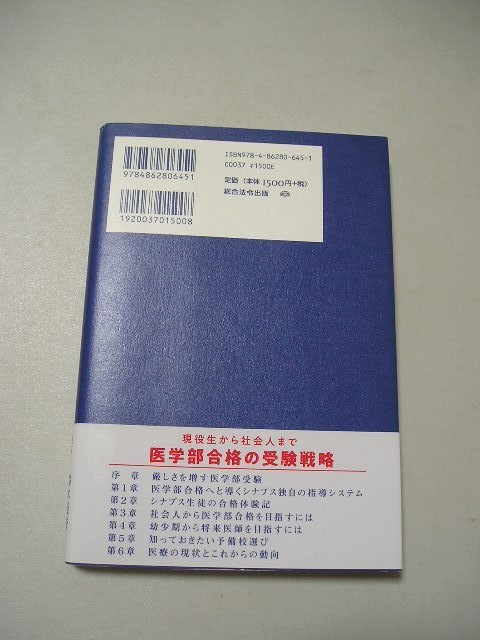 ISBN978-4-86280-645-1
C0037 ¥1500E
定価(本体1500円+税)
総合法令出版
9784862806451
1920037015008
現役生から社会人まで
医学部合格の受験戦略
序 章 厳しさを増す医学部受験
第1章 医学部合格へと導くシナプス独自の指導システム
第2章 シナプス生徒の合格体験記
第3章 社会人から医学部合格を目指すには
第4章 幼少期から将来医師を目指すには
第5章 知っておきたい予備校選び
第6章 医療の現状とこれからの動向